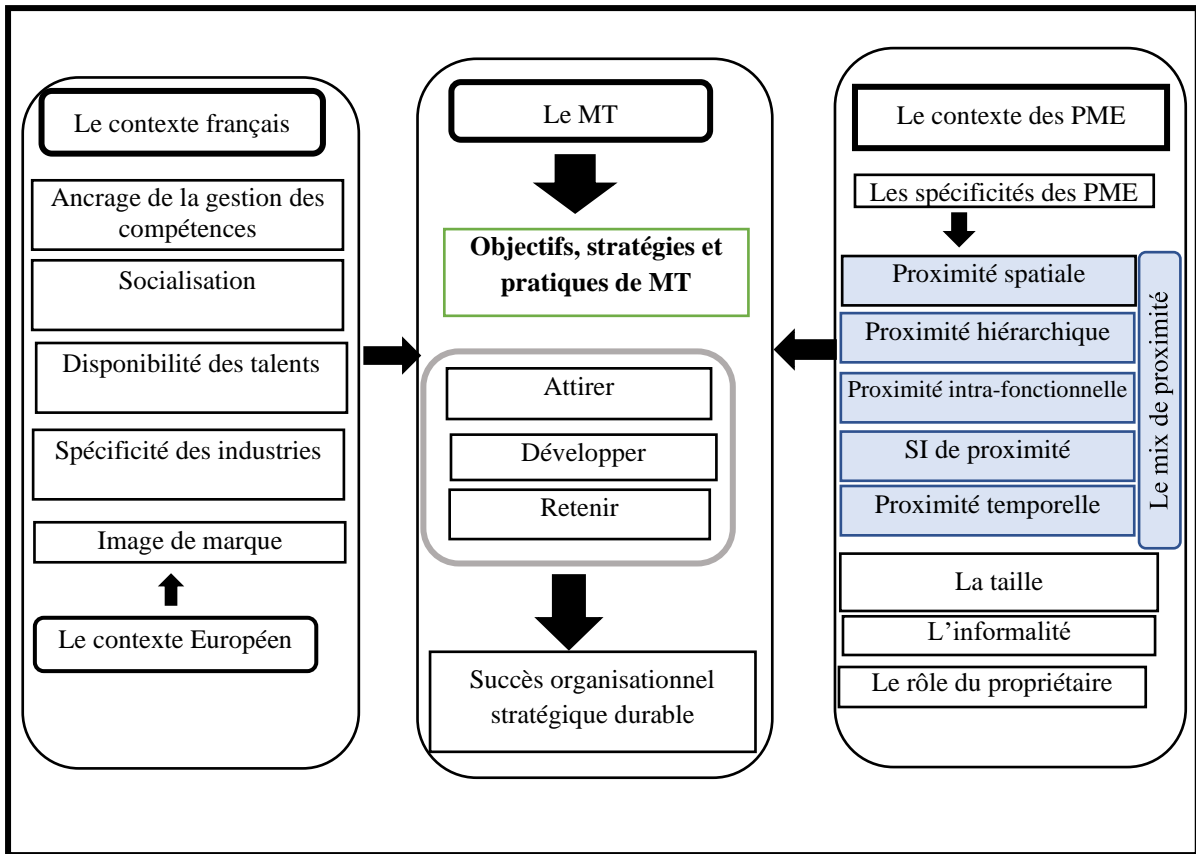 Le contexte français
Ancrage de la gestion des
compétences
Socialisation
Disponibilité des talents
Spécificité des industries
Image de marque
Le contexte Européen
Le MT
Objectifs, stratégies et
pratiques de MT
Attirer
Développer
Retenir
Succès organisationnel
stratégique durable
Le contexte des PME
Les spécificités des PME
Proximité spatiale
Proximité hiérarchique
Proximité intra-fonctionnelle
SI de proximité
Proximité temporelle
Le mix de proximité
La taille
L’informalité
Le rôle du propriétaire